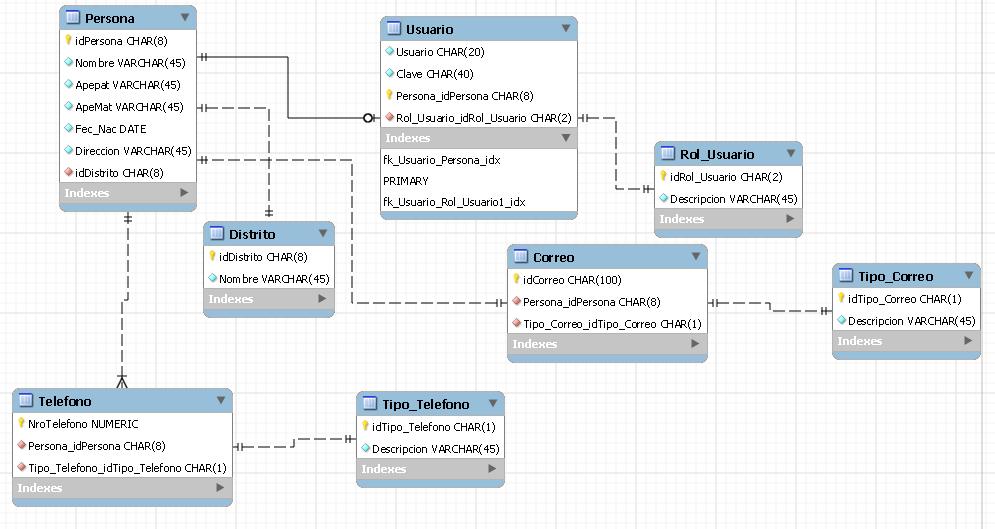 Persona
idPersona CHAR(8)
Nombre VARCHAR(45)
Apepat VARCHAR(45)
ApeMat VARCHAR(45)
Fec_Nac DATE
Direccion VARCHAR(45)
idDistrito CHAR(8)
Indexes
Usuario
Usuario CHAR(20)
Clave CHAR(40)
Persona_idPersona CHAR(8)
Rol_Usuario_idRol_Usuario CHAR(2)
Indexes
fk_Usuario_Persona_idx
PRIMARY
fk_Usuario_Rol_Usuario1_idx
Rol_Usuario
idRol_Usuario CHAR(2)
Descripcion VARCHAR(45)
Indexes
Distrito
idDistrito CHAR(8)
Nombre VARCHAR(45)
Indexes
Correo
idCorreo CHAR(100)
Persona_idPersona CHAR(8)
Tipo_Correo_idTipo_Correo CHAR(1)
Indexes
Tipo_Correo
idTipo_Correo CHAR(1)
Descripcion VARCHAR(45)
Indexes
Telefono
NroTelefono NUMERIC
Persona_idPersona CHAR(8)
Tipo_Telefono_idTipo_Telefono CHAR(1)
Indexes
Tipo_Telefono
idTipo_Telefono CHAR(1)
Descripcion VARCHAR(45)
Indexes